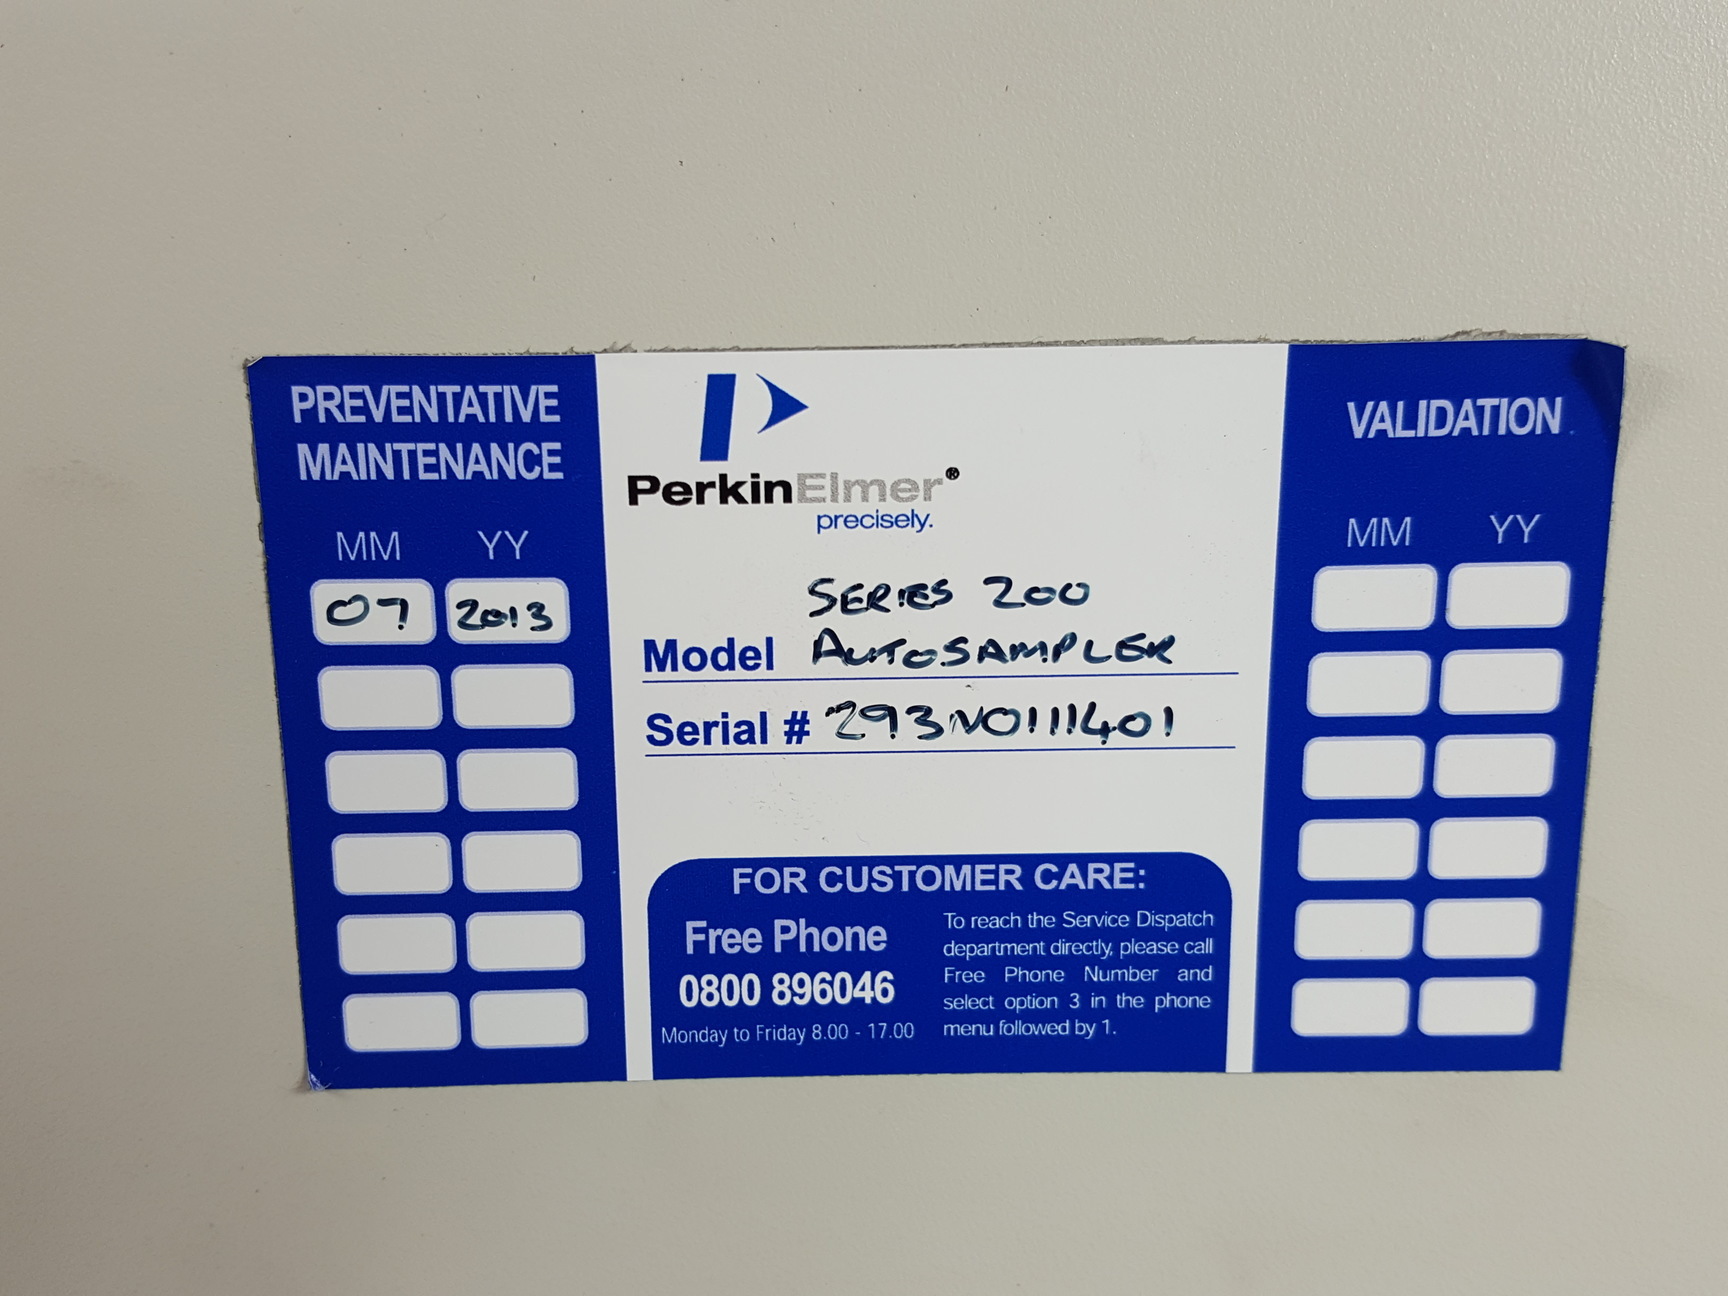 PREVENTATIVE
MAINTENANCE
MM YY
07 2013
PerkinElmer®
precisely.
SERIES 200
Model AUTOSAMPLER
Serial # 293N0111401
FOR CUSTOMER CARE:
Free Phone
0800 896046
Monday to Friday 8.00 - 17.00
To reach the Service Dispatch
department directly, please call
Free Phone Number and
select option 3 in the phone
menu followed by 1.
VALIDATION
MM YY